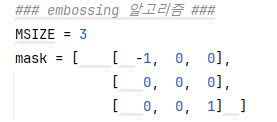 ### embossing 알고리즘 ###
MSIZE = 3
mask = [    [  -1,  0,  0],
            [   0,  0,  0],
            [   0,  0,  1]  ]